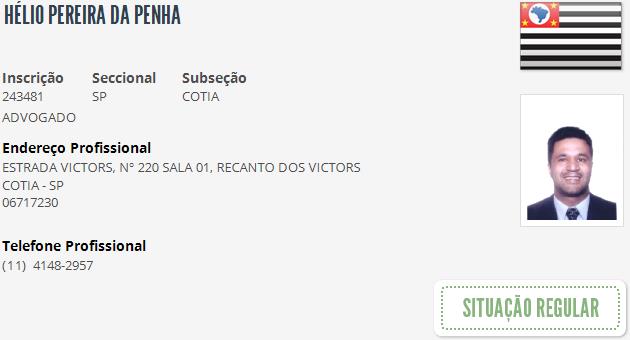 HÉLIO PEREIRA DA PENHA
Inscrição Seccional Subseção
243481 SP COTIA
ADVOGADO
Endereço Profissional
ESTRADA VICTORS, Nº 220 SALA 01, RECANTO DOS VICTORS
COTIA - SP
06717230
Telefone Profissional
(11) 4148-2957
SITUAÇÃO REGULAR